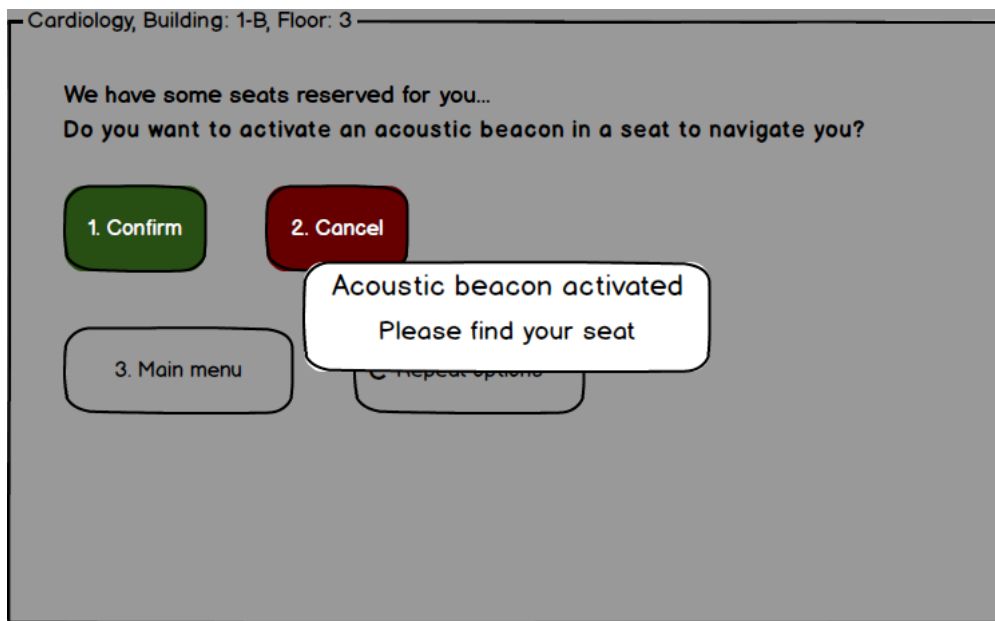 Cardiology, Building: 1-B, Floor: 3
We have some seats reserved for you...
Do you want to activate an acoustic beacon in a seat to navigate you?
1. Confirm
2. Cancel
Acoustic beacon activated
Please find your seat
3. Main menu
Repeat options